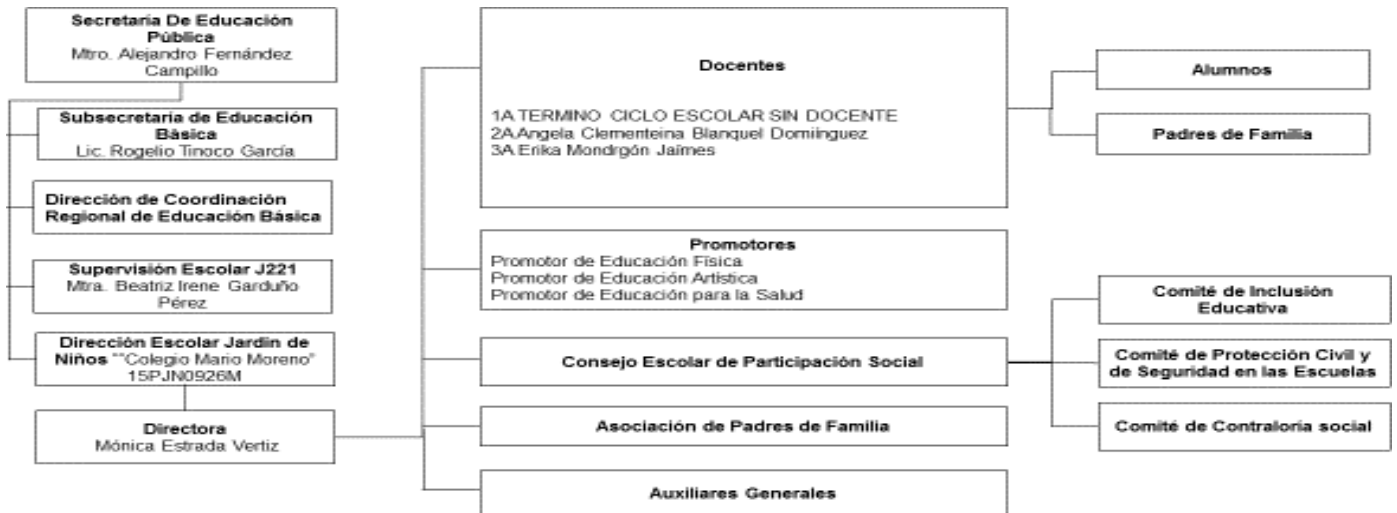 Secretaría De Educación
Pública
Mtro. Alejandro Fernández
Campillo
Subsecretaria de Educación
Básica
Lic. Rogelio Tinoco García
Dirección de Coordinación
Regional de Educación Básica
Supervisión Escolar J221
Mtra. Beatriz Irene Garduño
Pérez
Dirección Escolar Jardín de
Niños ""Colegio Mario Moreno"
15PJN0926M
Directora
Mónica Estrada Vertiz
Docentes
1A TERMINO CICLO ESCOLAR SIN DOCENTE
2A Angela Clementeina Blanquel Domiínguez
3A Erika Mondrgón Jaímes
Promotores
Promotor de Educación Física
Promotor de Educación Artística
Promotor de Educación para la Salud
Consejo Escolar de Participación Social
Asociación de Padres de Familia
Auxiliares Generales
Alumnos
Padres de Familia
Comité de Inclusión
Educativa
Comité de Protección Civil y
de Seguridad en las Escuelas
Comité de Contraloría social